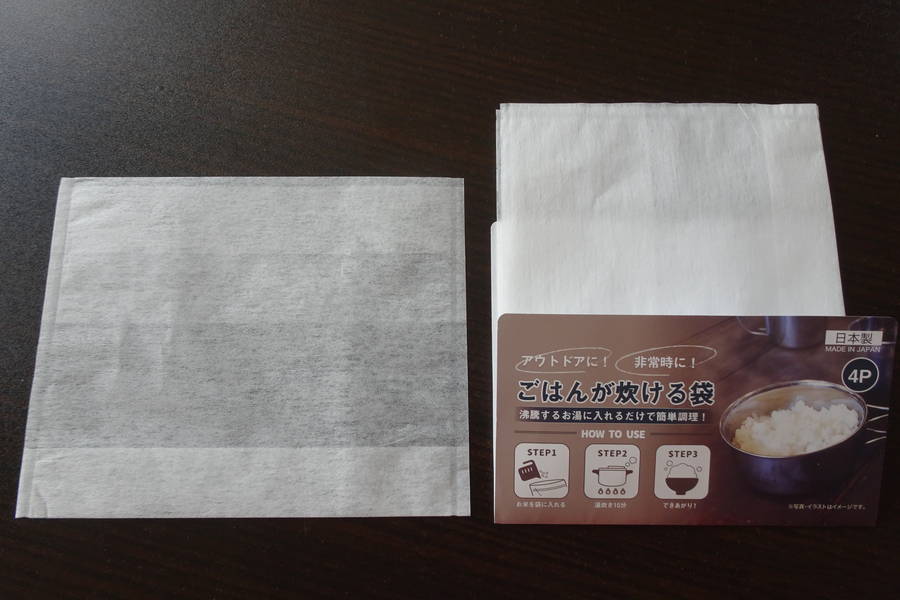 日本製
MADE IN JAPAN
4P
アウトドアに! 非常時に!
ごはんが炊ける袋
沸騰するお湯に入れるだけで簡単調理!
HOW TO USE
STEP1 STEP2 STEP3
お米を袋に入れる 湯炊き15分 できあがり!
※写真・イラストはイメージです。